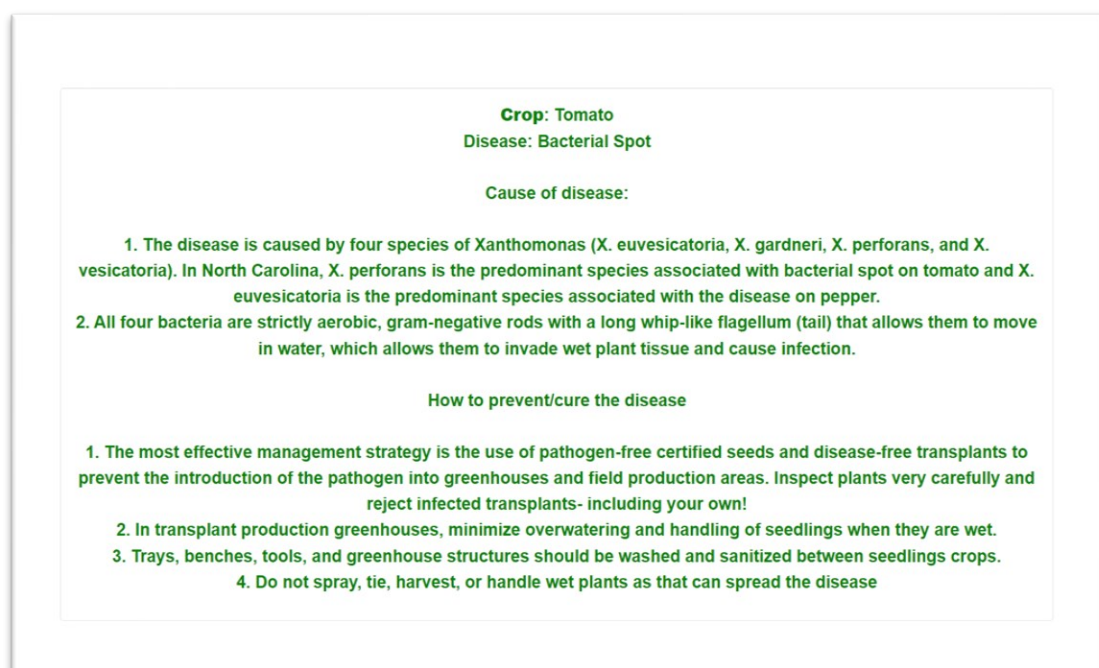 Crop: Tomato
Disease: Bacterial Spot
Cause of disease:
1. The disease is caused by four species of Xanthomonas (X. euvesicatoria, X. gardneri, X. perforans, and X.
vesicatoria). In North Carolina, X. perforans is the predominant species associated with bacterial spot on tomato and X.
euvesicatoria is the predominant species associated with the disease on pepper.
2. All four bacteria are strictly aerobic, gram-negative rods with a long whip-like flagellum (tail) that allows them to move
in water, which allows them to invade wet plant tissue and cause infection.
How to prevent/cure the disease
1. The most effective management strategy is the use of pathogen-free certified seeds and disease-free transplants to
prevent the introduction of the pathogen into greenhouses and field production areas. Inspect plants very carefully and
reject infected transplants- including your own!
2. In transplant production greenhouses, minimize overwatering and handling of seedlings when they are wet.
3. Trays, benches, tools, and greenhouse structures should be washed and sanitized between seedlings crops.
4. Do not spray, tie, harvest, or handle wet plants as that can spread the disease